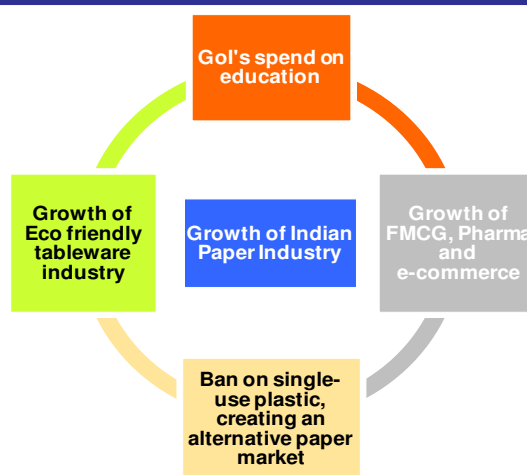 GoI's spend on
education
Growth of
Eco friendly
tableware
industry
Growth of Indian
Paper Industry
Growth of
FMCG, Pharma
and
e-commerce
Ban on single-
use plastic,
creating an
alternative paper
market